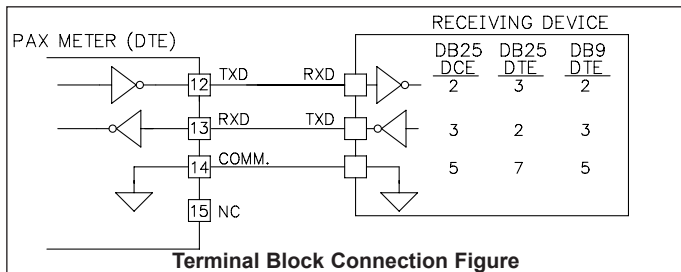 RECEIVING DEVICE
PAX METER (DTE)
DB25 DB25 DB9
DCE DTE DTE
12 TXD RXD 2 3 2
13 RXD TXD 3 2 3
14 COMM. 5 7 5
15 NC
Terminal Block Connection Figure